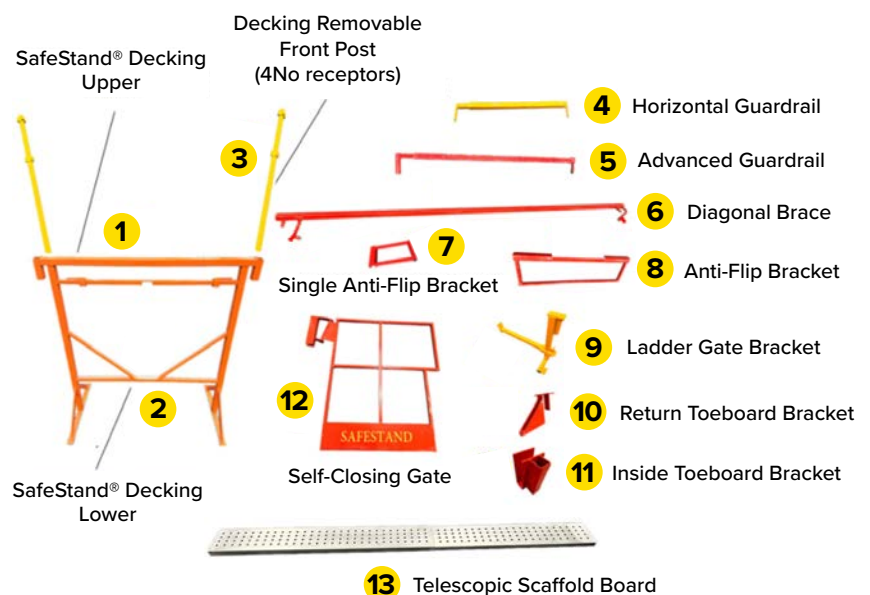 Decking Removable
Front Post
(4No receptors)
SafeStand® Decking
Upper
4 Horizontal Guardrail
3
5 Advanced Guardrail
6 Diagonal Brace
1
7
Single Anti-Flip Bracket
8 Anti-Flip Bracket
9 Ladder Gate Bracket
12
2
10 Return Toeboard Bracket
SAFESTAND
11 Inside Toeboard Bracket
Self-Closing Gate
SafeStand® Decking
Lower
13 Telescopic Scaffold Board